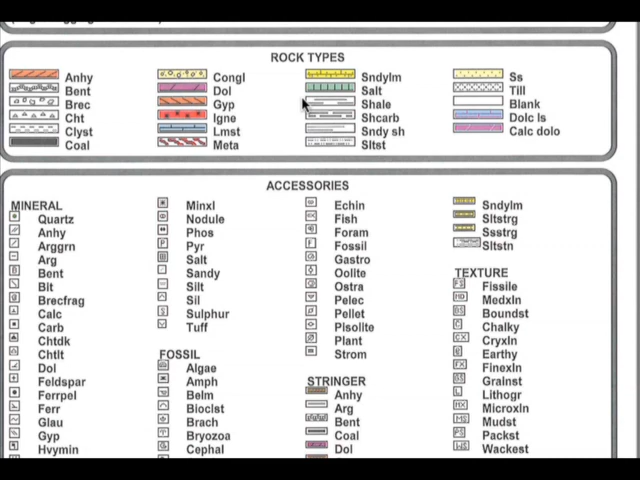 ROCK TYPES
Anhy
Bent
Brec
Cht
Clyst
Coal
Congl
Dol
Gyp
Igne
Lmst
Meta
Sndylm
Salt
Shale
Shcarb
Sndy sh
Sltst
Ss
Till
Blank
Dolc ls
Calc dolo
ACCESSORIES
MINERAL
Quartz
Anhy
Arggrn
Arg
Bent
Bit
Brecfrag
Calc
Carb
Chtdk
Chtlt
Dol
Feldspar
Ferrpel
Ferr
Glau
Gyp
Hvymin
Minxl
Nodule
Phos
Pyr
Salt
Sandy
Silt
Sil
Sulphur
Tuff
FOSSIL
Algae
Amph
Belm
Bioclst
Brach
Bryozoa
Cephal
Echin
Fish
Foram
Fossil
Gastro
Oolite
Ostra
Pelec
Pellet
Pisolite
Plant
Strom
STRINGER
Anhy
Arg
Bent
Coal
Dol
Sndylm
Sltstrg
Ssstrg
Sltstn
TEXTURE
Fissile
Medxln
Boundst
Chalky
Cryxln
Earthy
Finexln
Grainst
Lithogr
Microxln
Mudst
Packst
Wackest